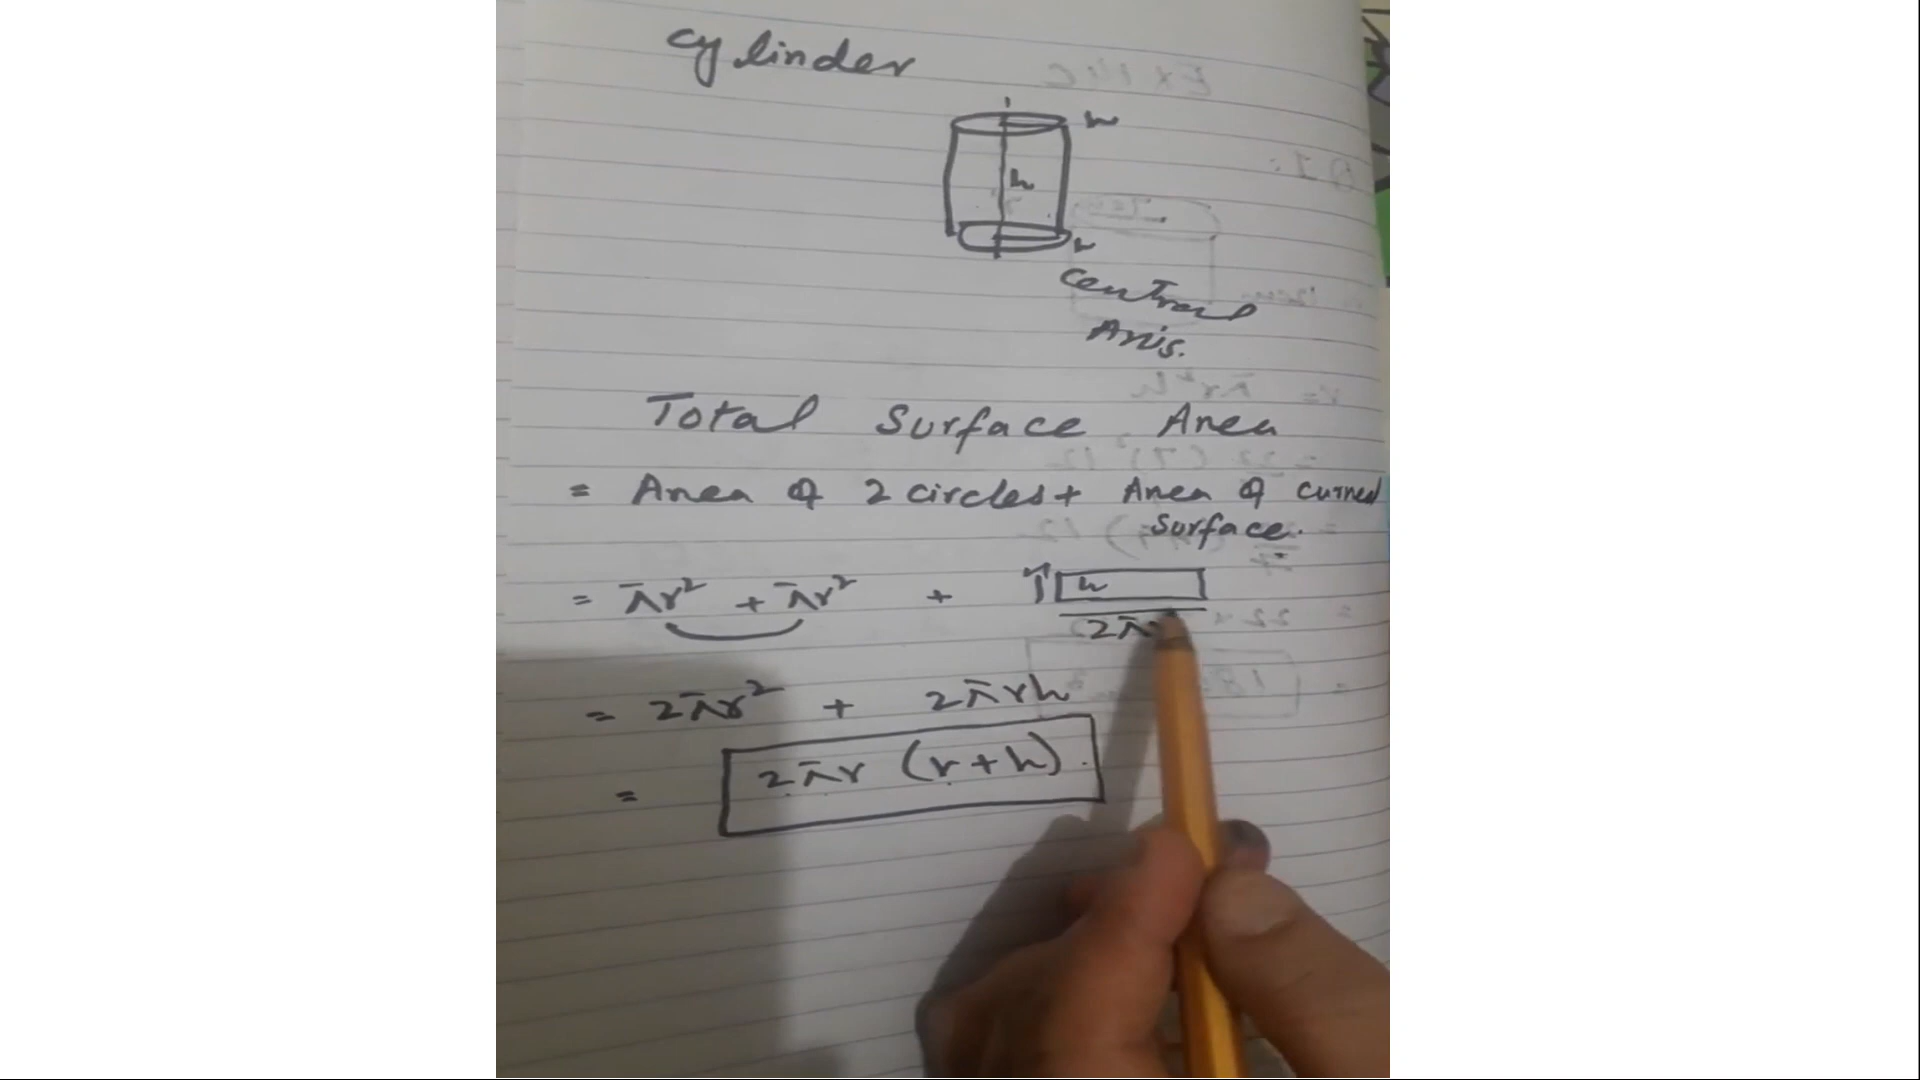 cylinder
r
h
r
Central
Axis.
Total Surface Area
= Area of 2 circles + Area of curved
surface.
= πr² + πr² + h
2πr
= 2πr² + 2πrh
= 2πr (r+h).